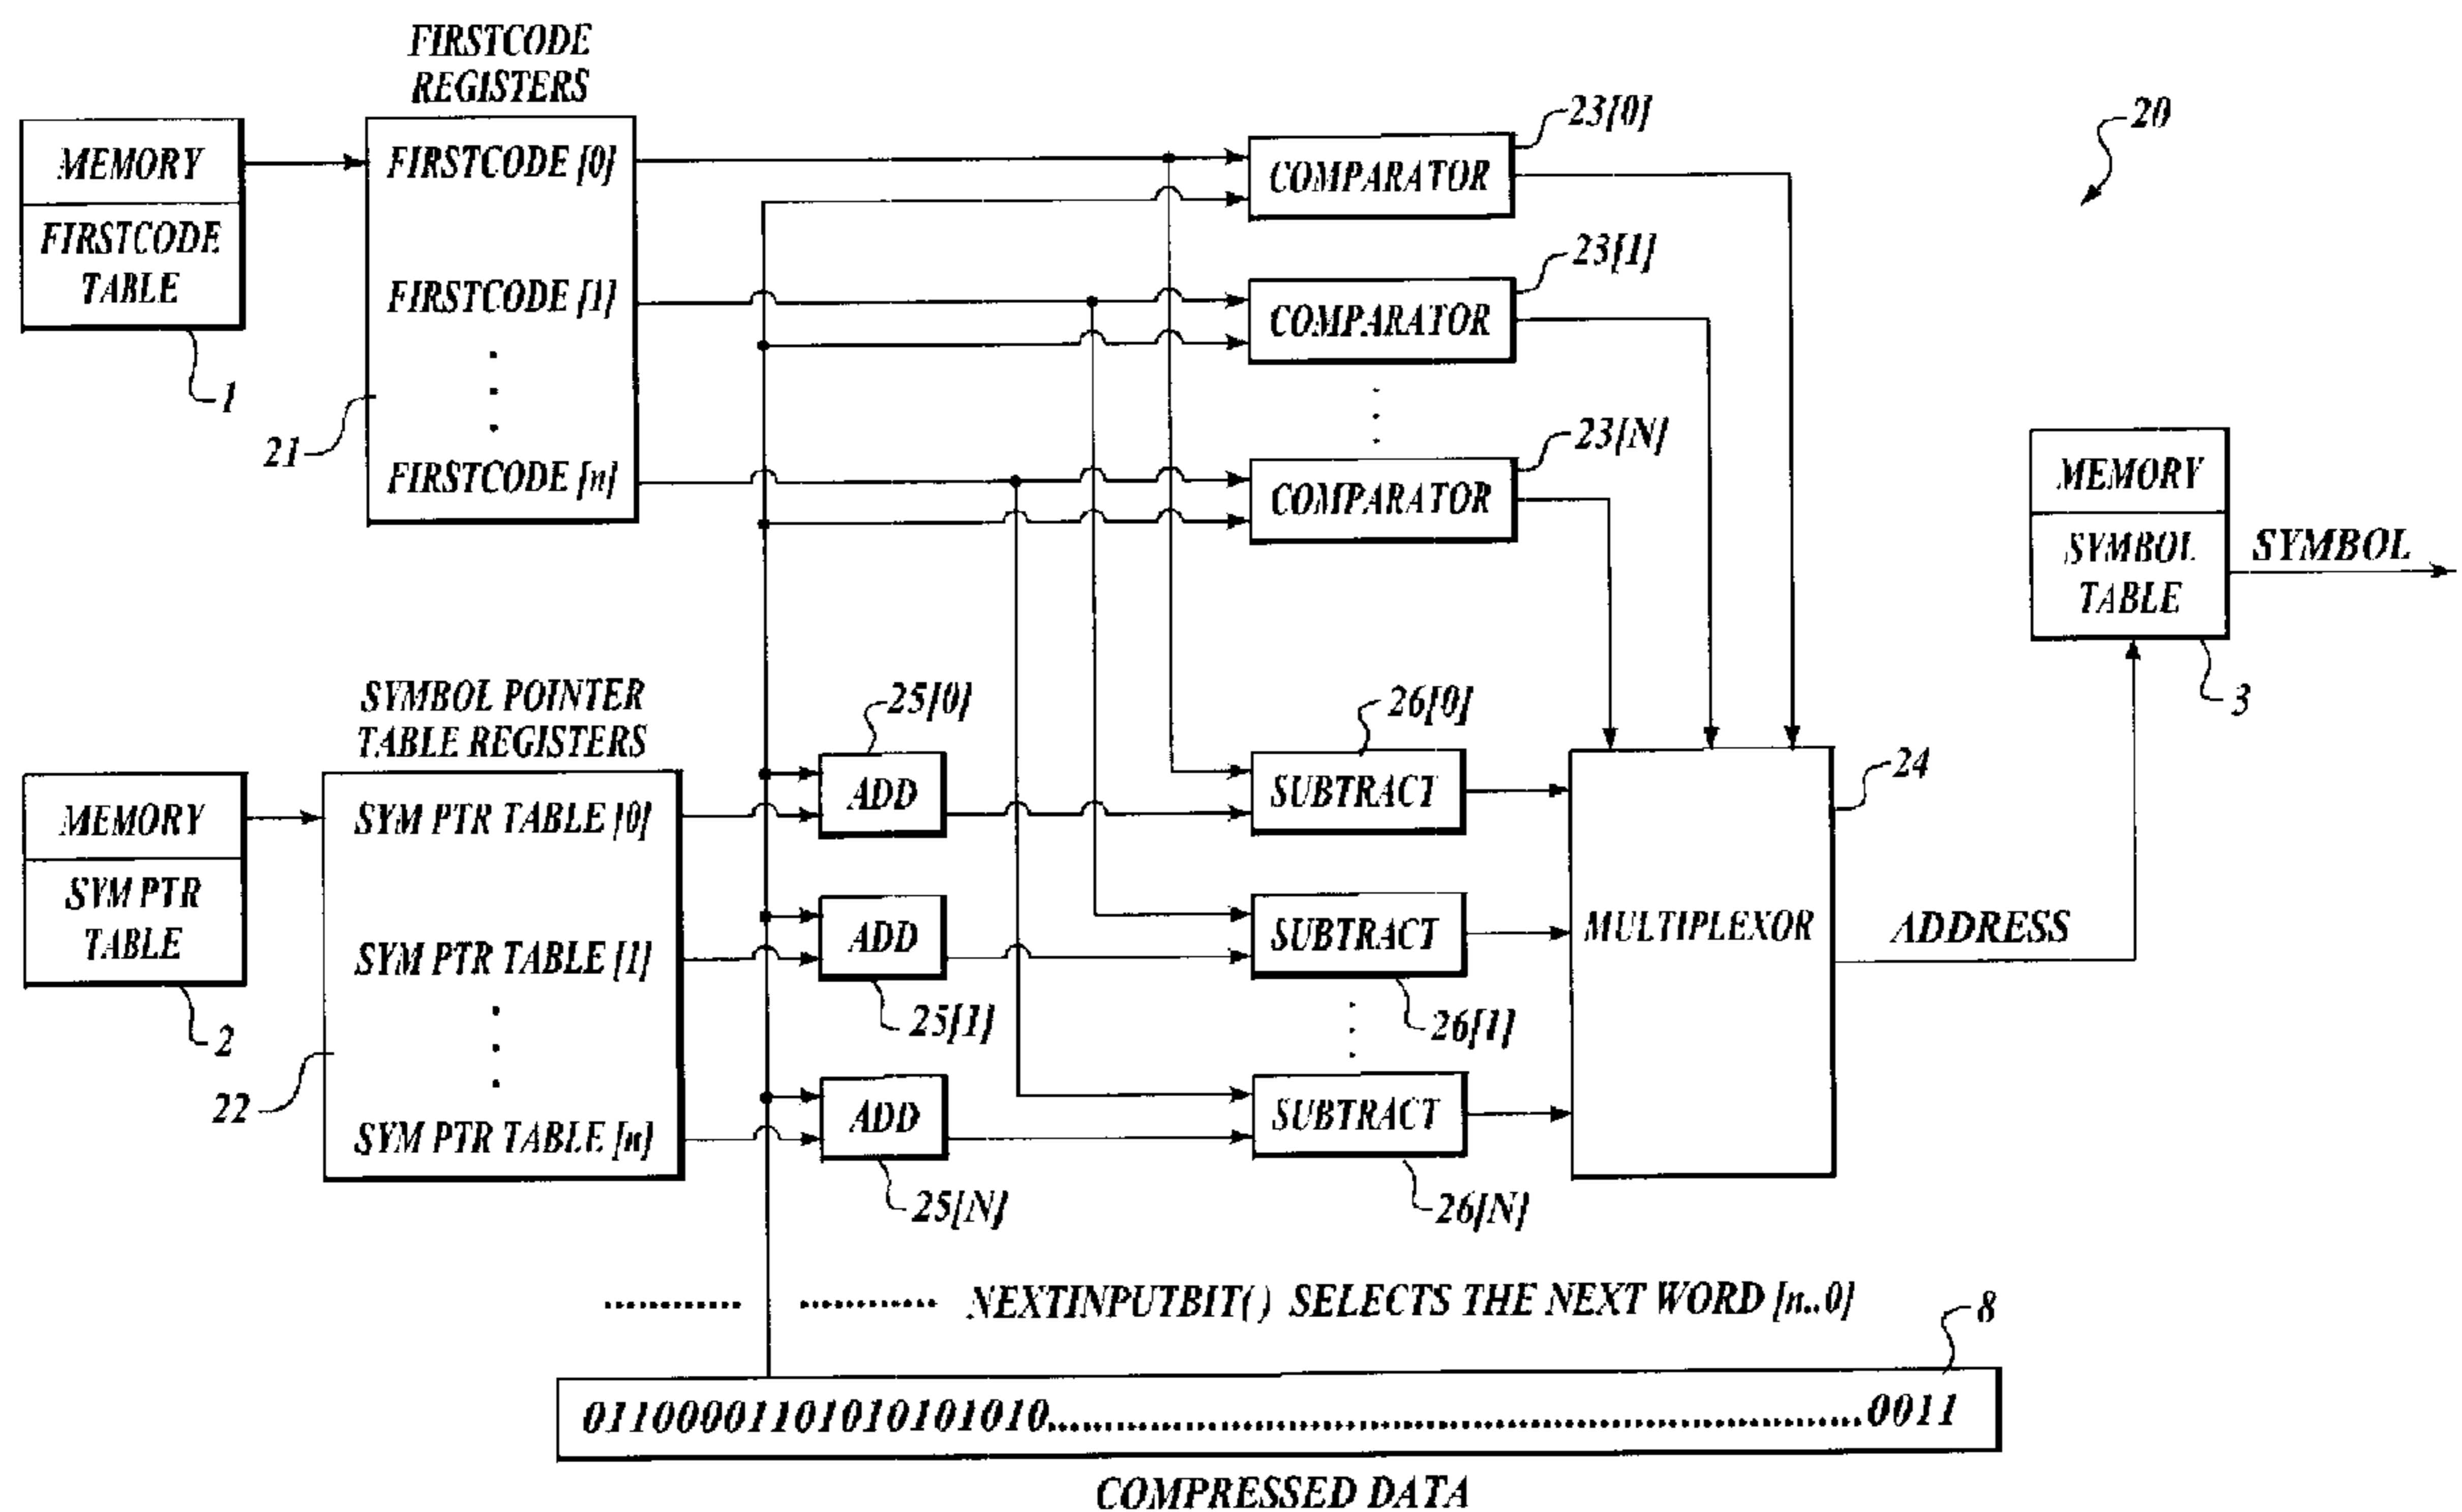 FIRSTCODE
REGISTERS
MEMORY
FIRSTCODE
TABLE
1
FIRSTCODE [0]
FIRSTCODE [1]
FIRSTCODE [n]
21
COMPARATOR
23[0]
COMPARATOR
23[1]
COMPARATOR
23[N]
20
MEMORY
SYMBOL
TABLE
3
SYMBOL
SYMBOL POINTER
TABLE REGISTERS
MEMORY
SYM PTR
TABLE
2
SYM PTR TABLE [0]
SYM PTR TABLE [1]
SYM PTR TABLE [n]
22
25[0]
ADD
ADD
25[1]
ADD
25[N]
26[0]
SUBTRACT
SUBTRACT
26[1]
SUBTRACT
26[N]
MULTIPLEXOR
24
ADDRESS
NEXTINPUTBIT( ) SELECTS THE NEXT WORD [n..0]
8
01100001101010101010....................0011
COMPRESSED DATA